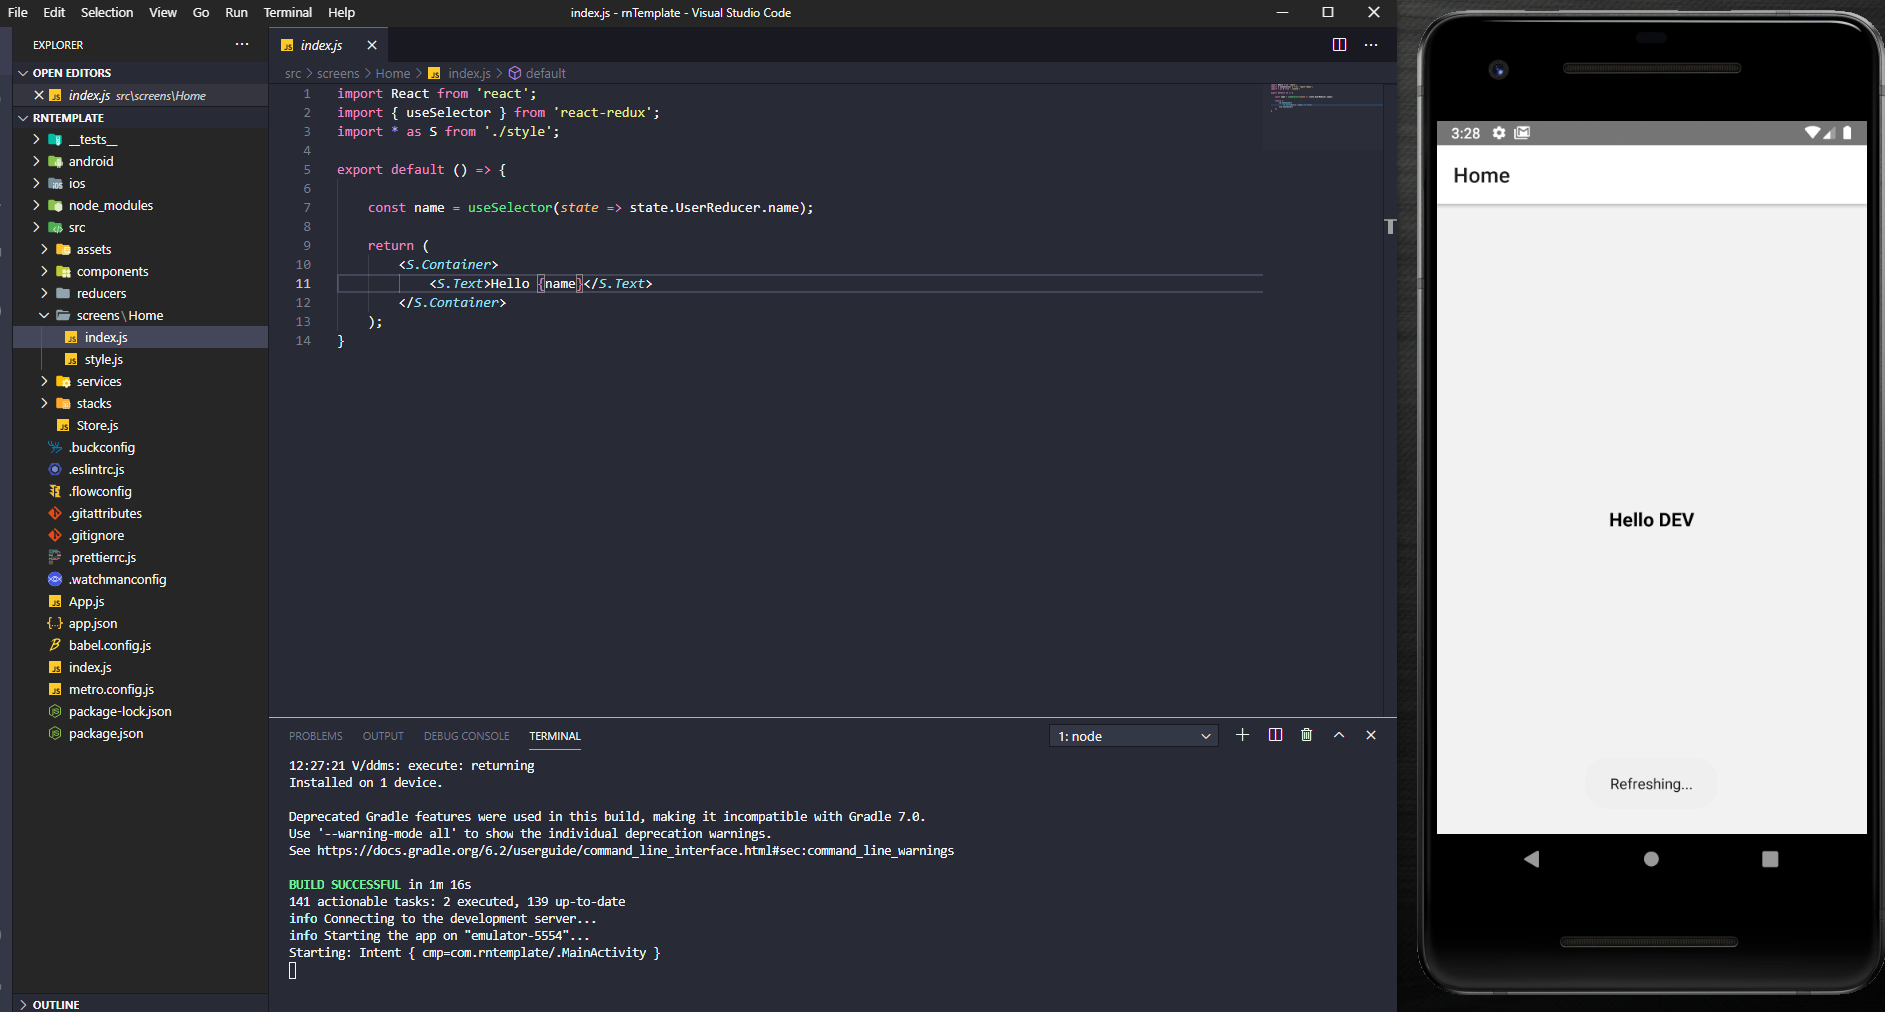 File Edit Selection View Go Run Terminal Help
index.js - rnTemplate - Visual Studio Code
EXPLORER
OPEN EDITORS
index.js src\screens\Home
RNTEMPLATE
__tests__
android
ios
node_modules
src
assets
components
reducers
screens\Home
index.js
style.js
services
stacks
Store.js
.buckconfig
.eslintrc.js
.flowconfig
.gitattributes
.gitignore
.prettierrc.js
.watchmanconfig
App.js
app.json
babel.config.js
index.js
metro.config.js
package-lock.json
package.json
OUTLINE
index.js
src > screens > Home > index.js > default
1 import React from 'react';
2 import { useSelector } from 'react-redux';
3 import * as S from './style';
4
5 export default () => {
6
7 const name = useSelector(state => state.UserReducer.name);
8
9 return (
10 <S.Container>
11 <S.Text>Hello {name}</S.Text>
12 </S.Container>
13 );
14 }
PROBLEMS OUTPUT DEBUG CONSOLE TERMINAL
1: node
12:27:21 V/ddms: execute: returning
Installed on 1 device.
Deprecated Gradle features were used in this build, making it incompatible with Gradle 7.0.
Use '--warning-mode all' to show the individual deprecation warnings.
See https://docs.gradle.org/6.2/userguide/command_line_interface.html#sec:command_line_warnings
BUILD SUCCESSFUL in 1m 16s
141 actionable tasks: 2 executed, 139 up-to-date
info Connecting to the development server...
info Starting the app on "emulator-5554"...
Starting: Intent { cmp=com.rntemplate/.MainActivity }
3:28
Home
Hello DEV
Refreshing...